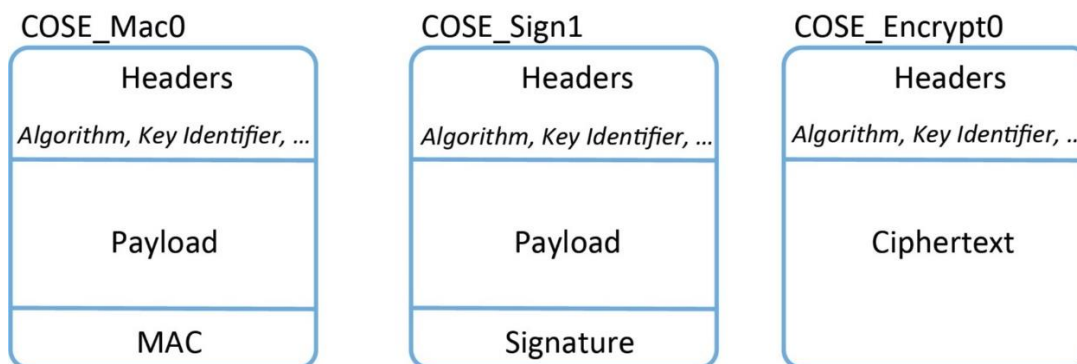 COSE_Mac0
Headers
Algorithm, Key Identifier, ...
Payload
MAC
COSE_Sign1
Headers
Algorithm, Key Identifier, ...
Payload
Signature
COSE_Encrypt0
Headers
Algorithm, Key Identifier, ..
Ciphertext